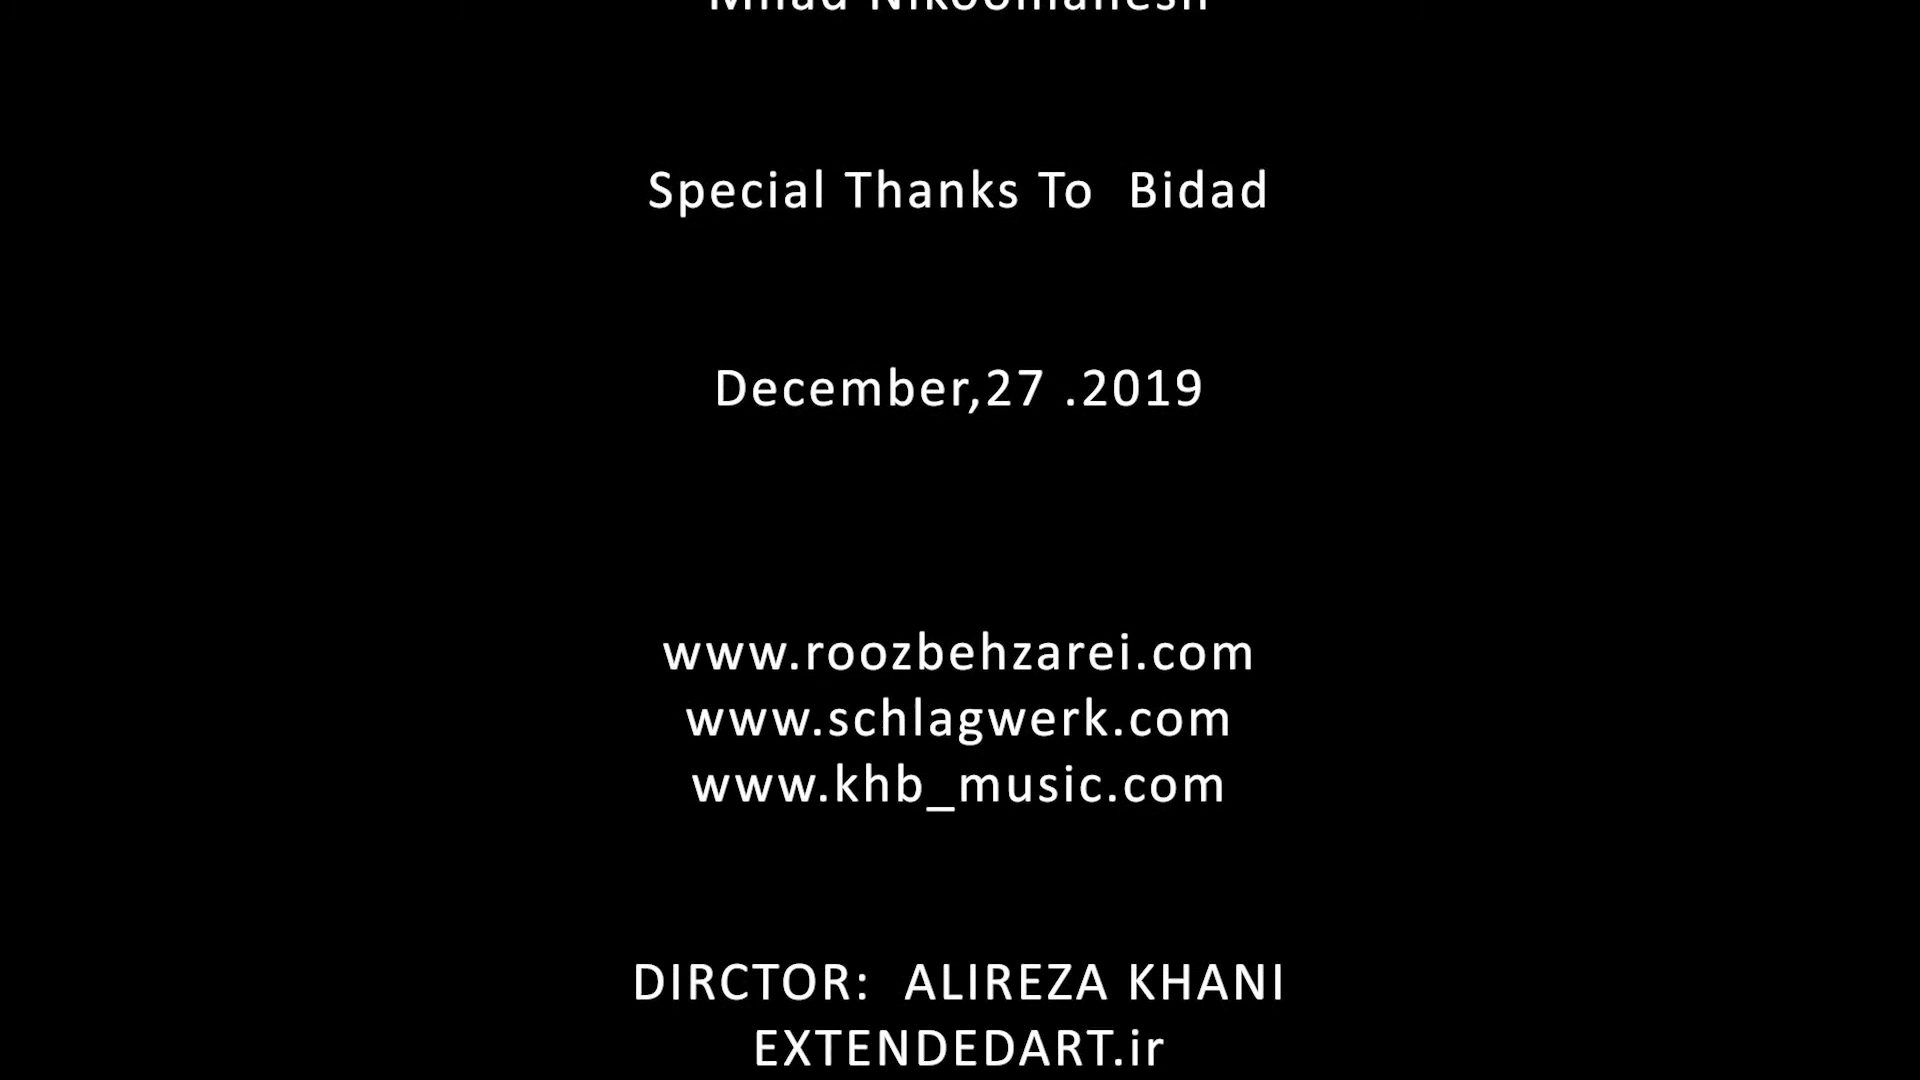 Special Thanks To  Bidad
December,27 .2019
www.roozbehzarei.com
www.schlagwerk.com
www.khb_music.com
DIRCTOR:  ALIREZA KHANI
EXTENDEDART.ir